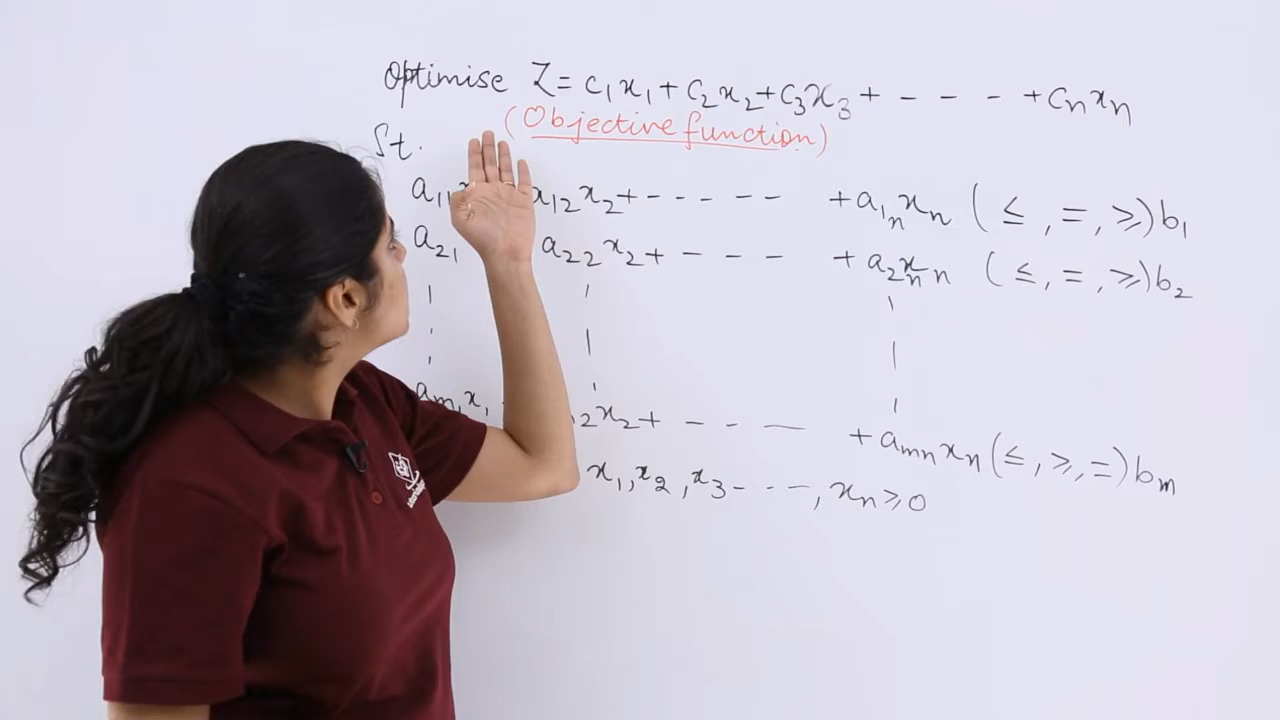 Optimise Z = c₁x₁ + c₂x₂ + c₃x₃ + - - - + cₙxₙ
(Objective function)
St.
a₁₁x a₁₂x₂ + - - - - - + a₁ₙxₙ (≤, =, ≥) b₁
a₂₁ a₂₂x₂ + - - - + a₂ₙxₙ (≤, =, ≥) b₂
aₘ₁x₁ ₂x₂ + - - - + aₘₙxₙ (≤, ≥, =) bₘ
x₁, x₂, x₃ - - - -, xₙ ≥ 0